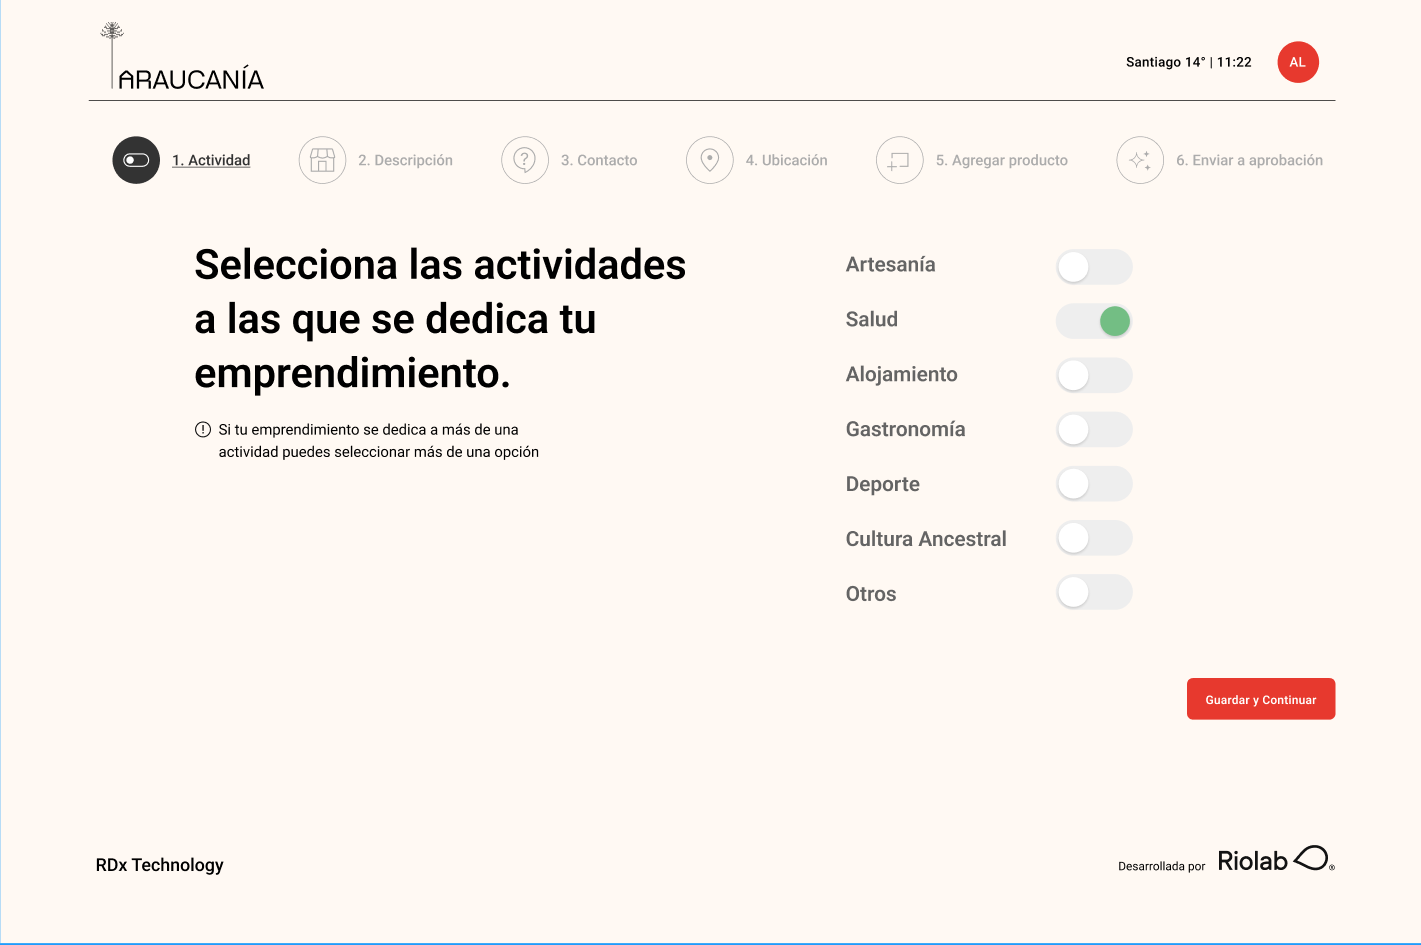 ARAUCANÍA
Santiago 14° | 11:22
AL
1. Actividad
2. Descripción
3. Contacto
4. Ubicación
5. Agregar producto
6. Enviar a aprobación
Selecciona las actividades
a las que se dedica tu
emprendimiento.
Si tu emprendimiento se dedica a más de una
actividad puedes seleccionar más de una opción
Artesanía
Salud
Alojamiento
Gastronomía
Deporte
Cultura Ancestral
Otros
Guardar y Continuar
RDx Technology
Desarrollada por
Riolab ®